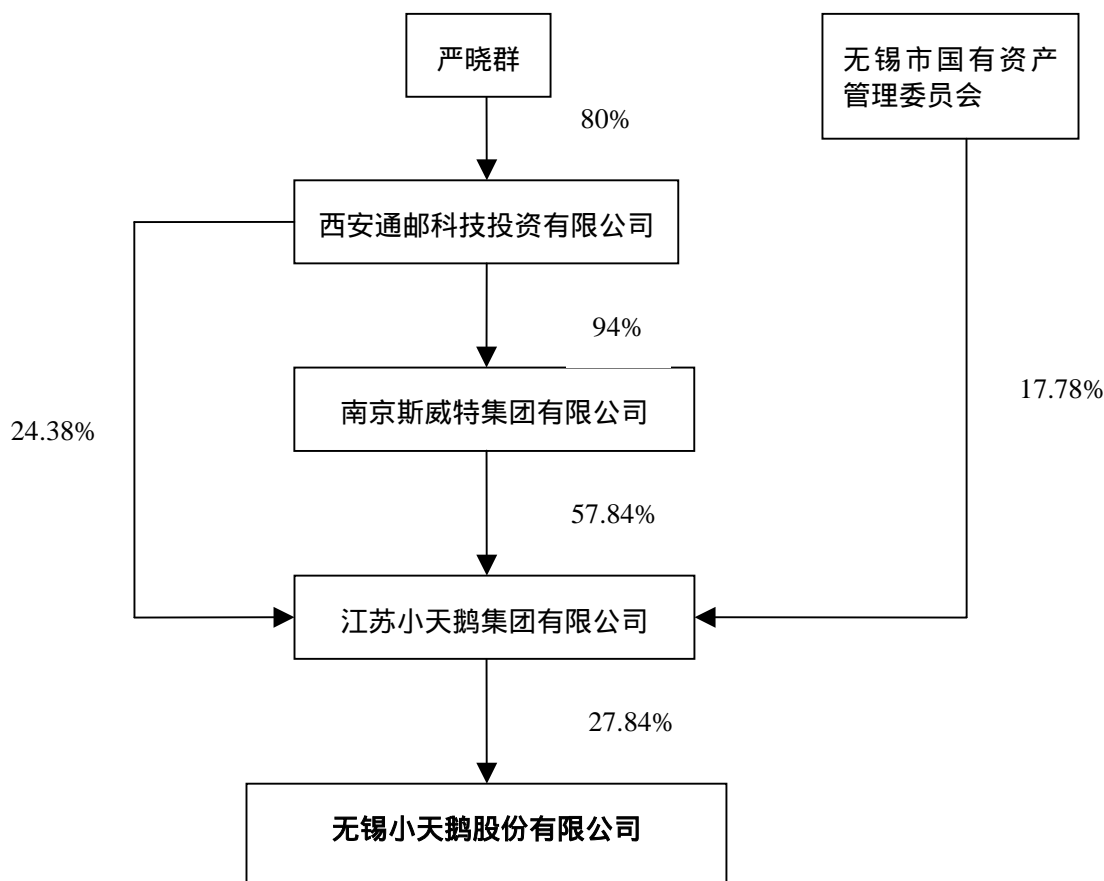 严晓群
无锡市国有资产
管理委员会
80%
西安通邮科技投资有限公司
94%
南京斯威特集团有限公司
17.78%
24.38%
57.84%
江苏小天鹅集团有限公司
27.84%
无锡小天鹅股份有限公司